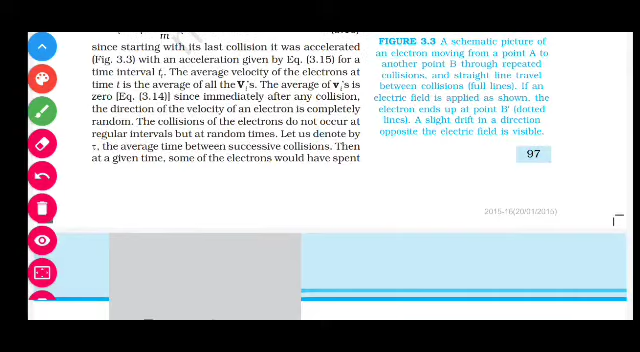 m
since starting with its last collision it was accelerated
(Fig. 3.3) with an acceleration given by Eq. (3.15) for a
time interval tᵢ. The average velocity of the electrons at
time t is the average of all the Vᵢ's. The average of vᵢ's is
zero [Eq. (3.14)] since immediately after any collision,
the direction of the velocity of an electron is completely
random. The collisions of the electrons do not occur at
regular intervals but at random times. Let us denote by
τ, the average time between successive collisions. Then
at a given time, some of the electrons would have spent
FIGURE 3.3 A schematic picture of
an electron moving from a point A to
another point B through repeated
collisions, and straight line travel
between collisions (full lines). If an
electric field is applied as shown, the
electron ends up at point B′ (dotted
lines). A slight drift in a direction
opposite the electric field is visible.
97
2015-16(20/01/2015)